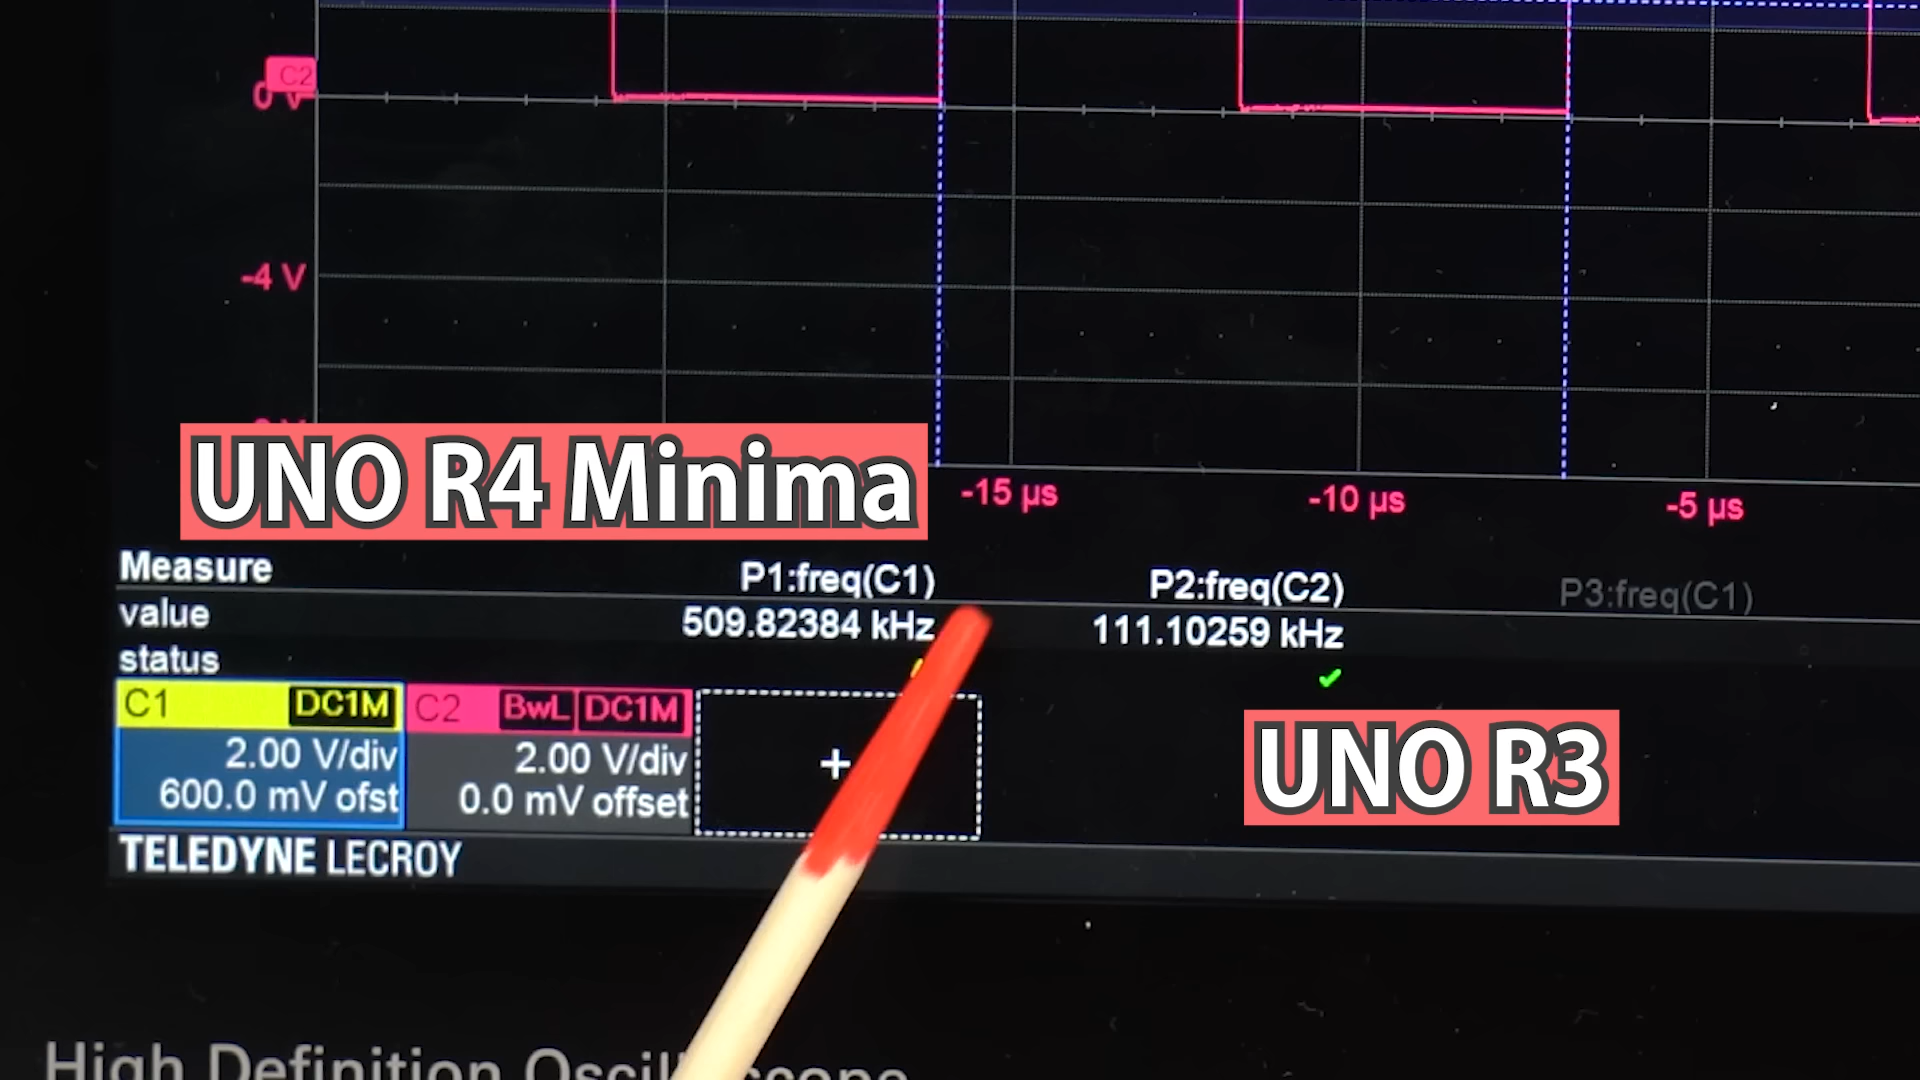 C2
0 V
-4 V
UNO R4 Minima
-15 µs
-10 µs
-5 µs
Measure
P1:freq(C1)
P2:freq(C2)
P3:freq(C1)
value
509.82384 kHz
111.10259 kHz
status
C1
DC1M
C2
BwL
DC1M
2.00 V/div
2.00 V/div
600.0 mV ofst
0.0 mV offset
+
UNO R3
TELEDYNE LECROY
High Definition